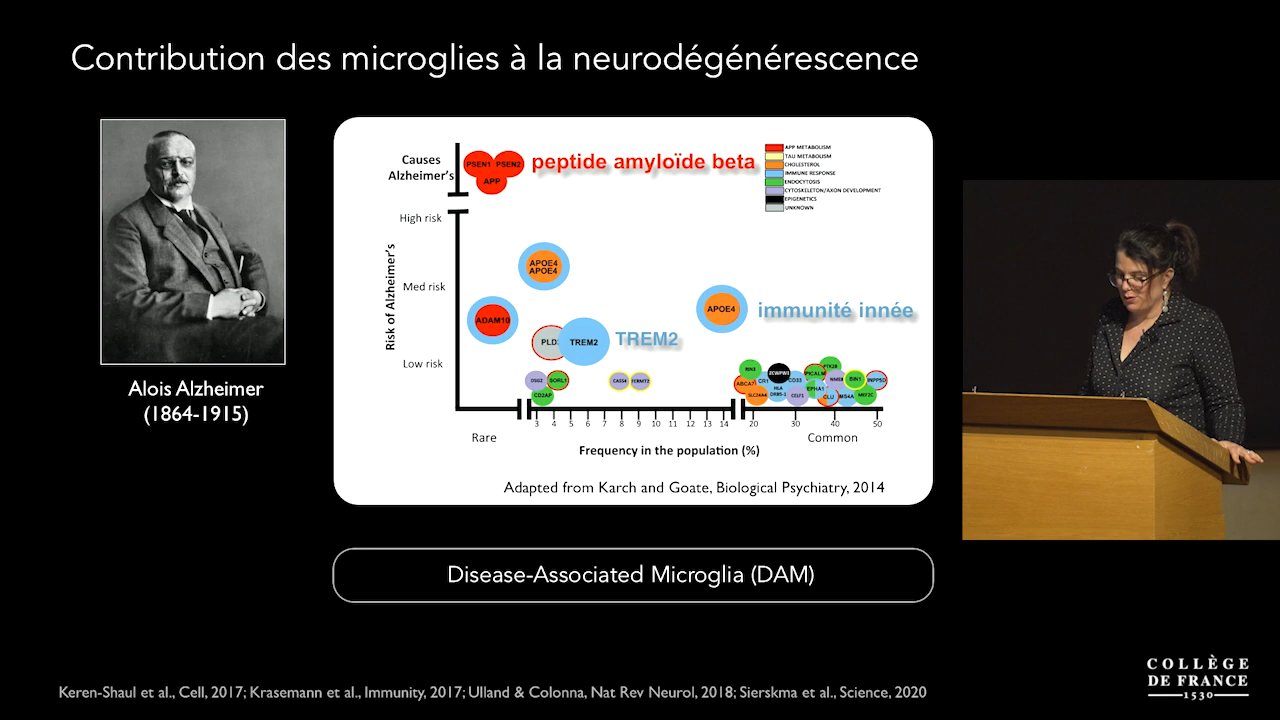 Contribution des microglies à la neurodégénérescence
Alois Alzheimer
(1864-1915)
Causes
Alzheimer's
High risk
Med risk
Low risk
Risk of Alzheimer's
PSEN1
PSEN2
APP
peptide amyloïde beta
APP METABOLISM
TAU METABOLISM
CHOLESTEROL
IMMUNE RESPONSE
ENDOCYTOSIS
CYTOSKELETON/AXON DEVELOPMENT
EPIGENETICS
UNKNOWN
APOE4
APOE4
ADAM10
TREM2
TREM2
APOE4
immunité innée
DSG2
SORL1
CD2AP
CASS4
FERMT2
BIN3
ABCA7
CR1
ZCWPW1
CD33
SLC24A4
HLA
DRB5-1
CELF1
PICALM
PTK2B
NME8
EPHA1
CLU
BIN1
MS4A
INPP5D
MEF2C
3 4 5 6 7 8 9 10 11 12 13 14 20 30 40 50
Rare
Common
Frequency in the population (%)
Adapted from Karch and Goate, Biological Psychiatry, 2014
Disease-Associated Microglia (DAM)
Keren-Shaul et al., Cell, 2017; Krasemann et al., Immunity, 2017; Ulland & Colonna, Nat Rev Neurol, 2018; Sierskma et al., Science, 2020
COLLÈGE
DE FRANCE
1530